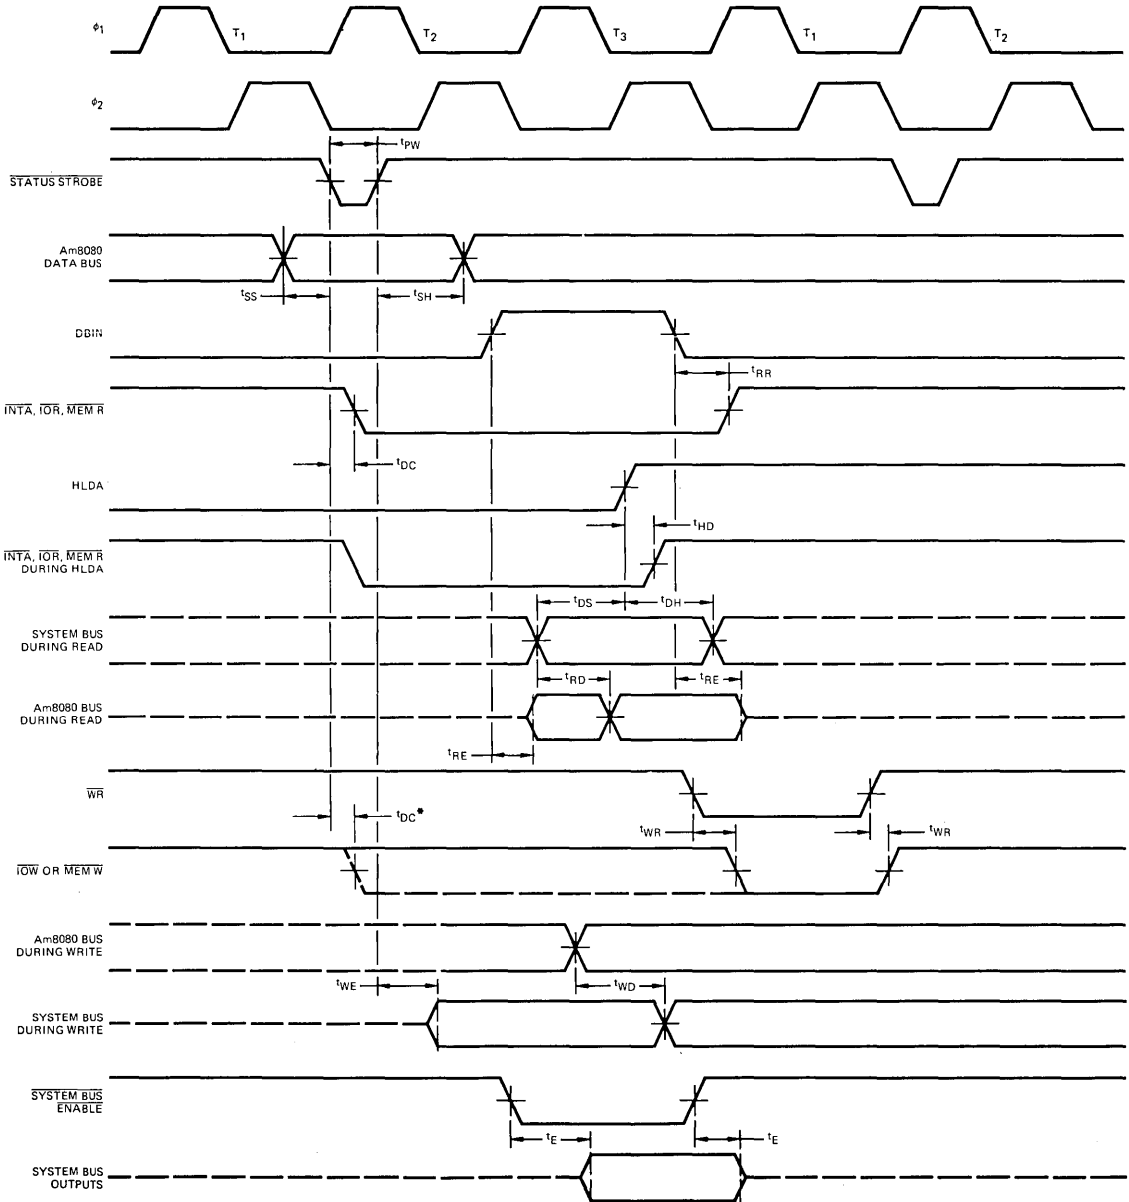 ϕ1
T1
T2
T3
T1
T2
ϕ2
tPW
STATUS STROBE
Am8080
DATA BUS
tSS
tSH
DBIN
tRR
INTA, IOR, MEM R
tDC
HLDA
tHD
INTA, IOR, MEM R
DURING HLDA
tDS
tDH
SYSTEM BUS
DURING READ
tRD
tRE
Am8080 BUS
DURING READ
tRE
WR
tDC*
tWR
tWR
IOW OR MEM W
Am8080 BUS
DURING WRITE
tWE
tWD
SYSTEM BUS
DURING WRITE
SYSTEM BUS
ENABLE
tE
tE
SYSTEM BUS
OUTPUTS